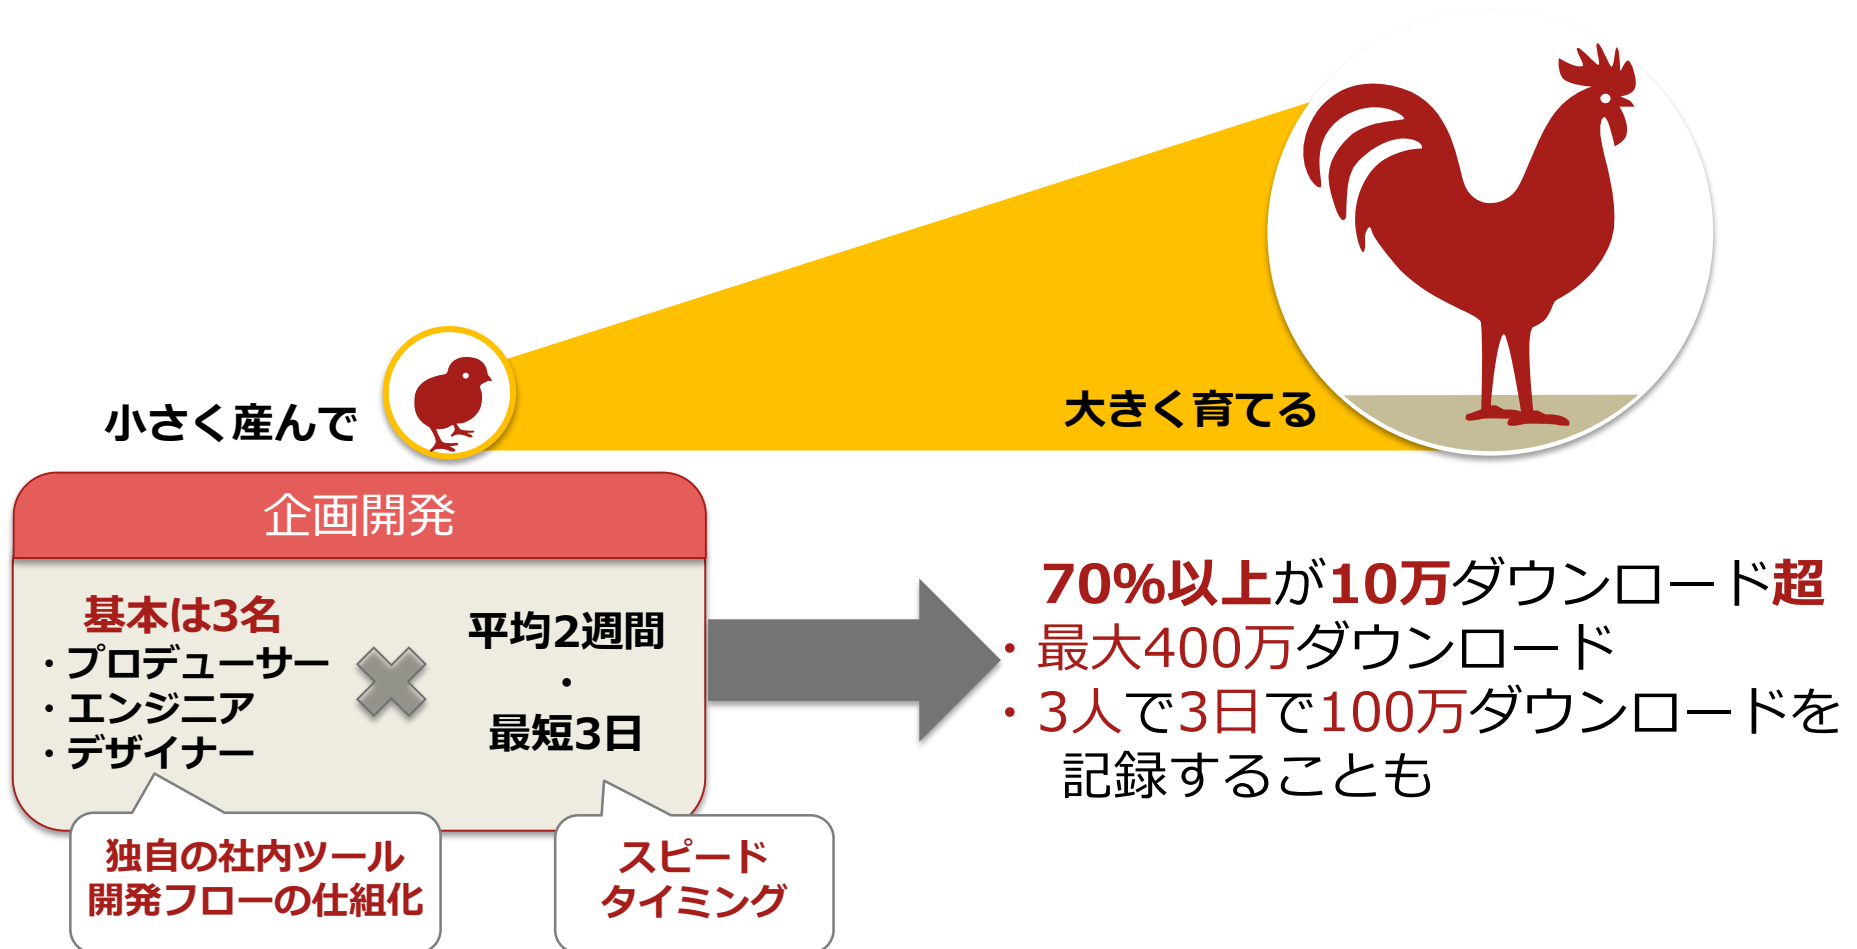 小さく産んで
大きく育てる
企画開発
基本は3名
・プロデューサー
・エンジニア
・デザイナー
平均2週間
・
最短3日
独自の社内ツール
開発フローの仕組化
スピード
タイミング
70%以上が10万ダウンロード超
・最大400万ダウンロード
・3人で3日で100万ダウンロードを
記録することも